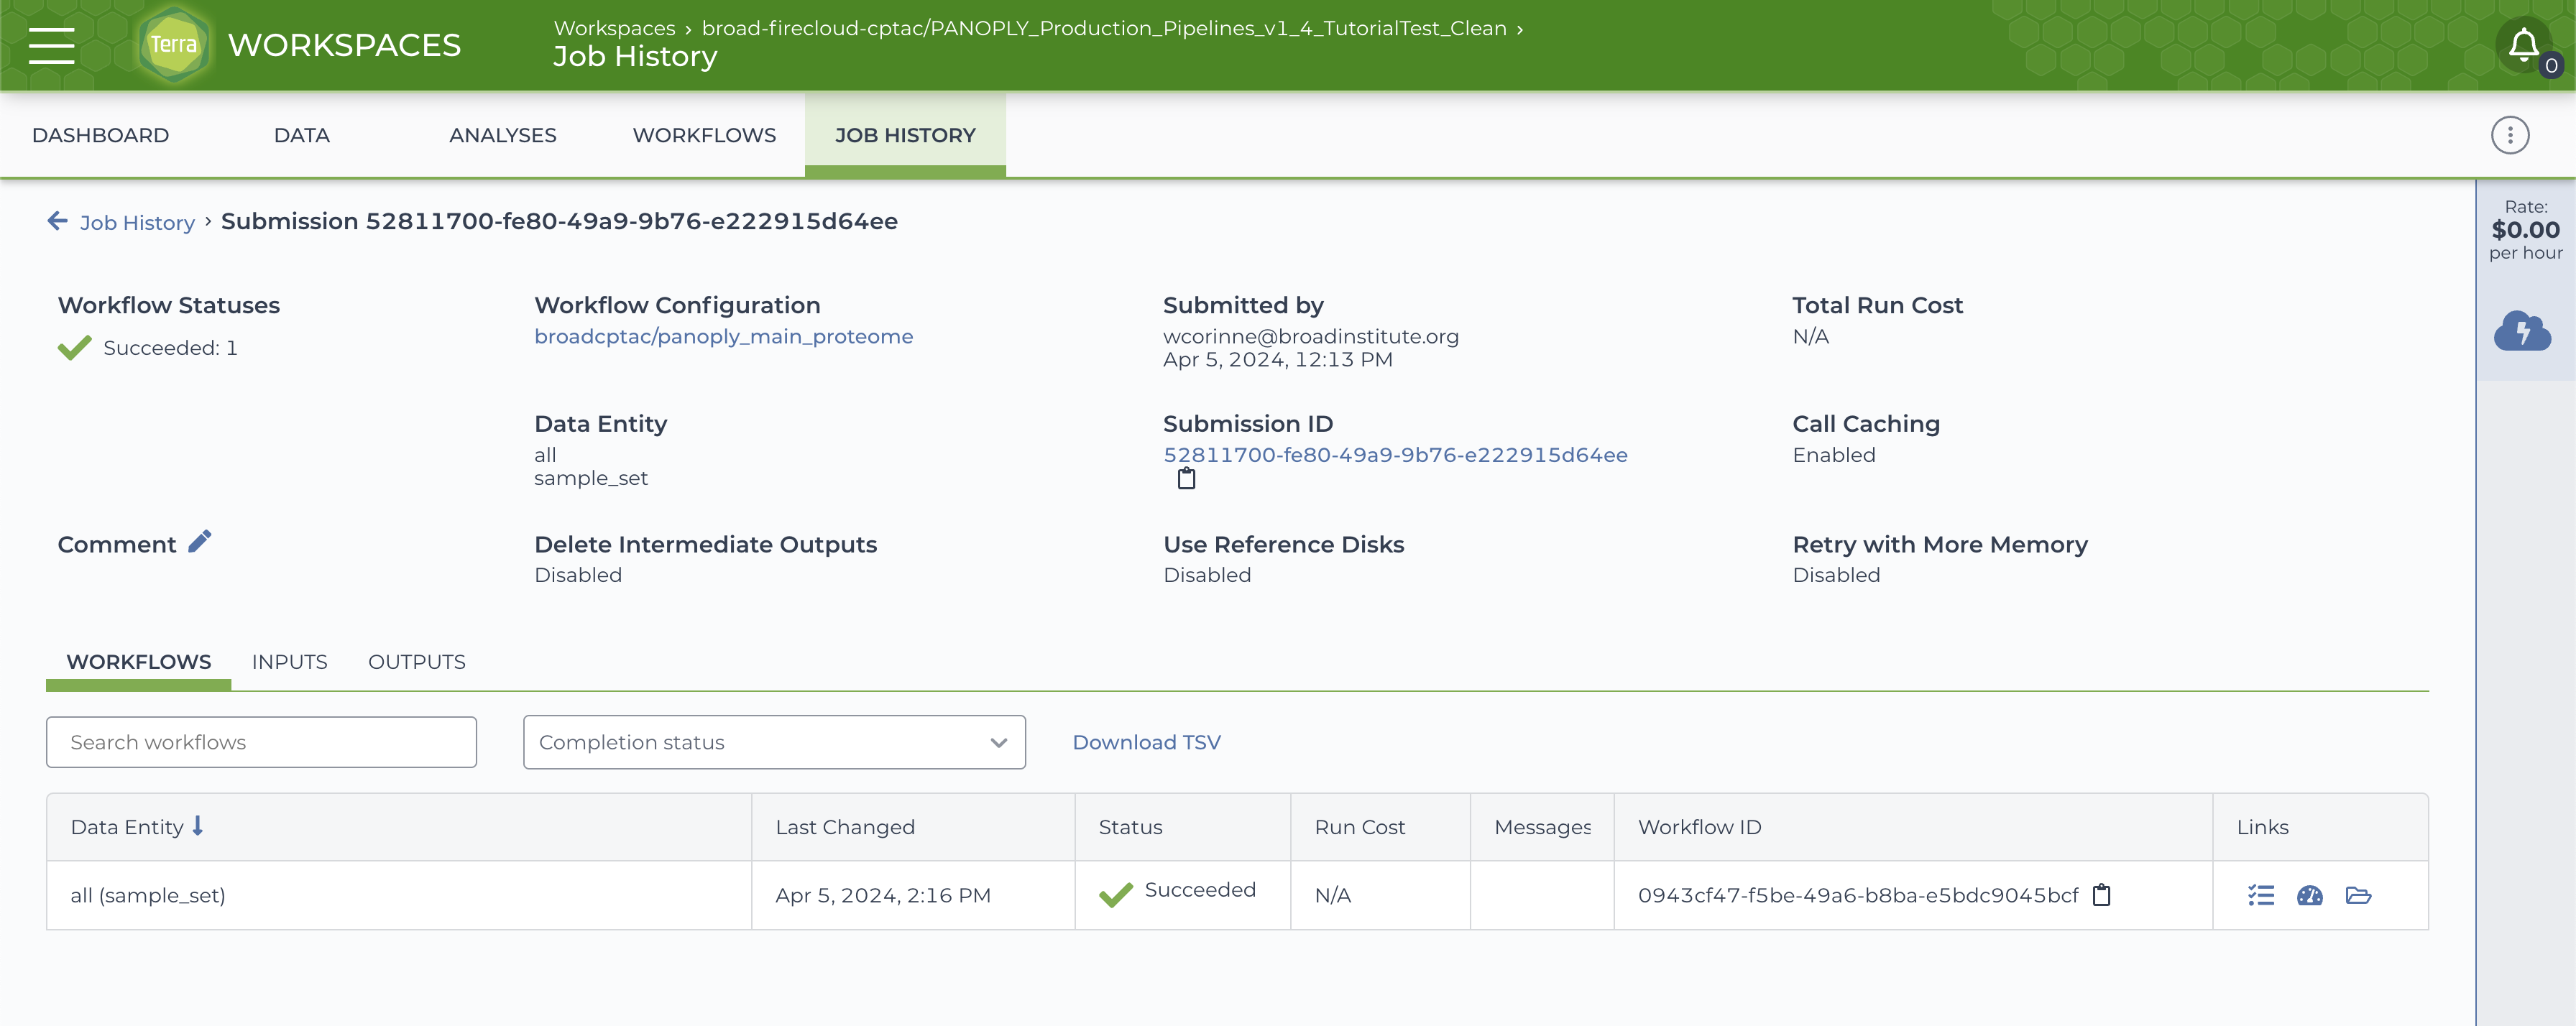 Terra WORKSPACES
Workspaces › broad-firecloud-cptac/PANOPLY_Production_Pipelines_v1_4_TutorialTest_Clean ›
Job History
0
DASHBOARD DATA ANALYSES WORKFLOWS JOB HISTORY
Job History › Submission 52811700-fe80-49a9-9b76-e222915d64ee
Rate:
$0.00
per hour
Workflow Statuses
Succeeded: 1
Workflow Configuration
broadcptac/panoply_main_proteome
Submitted by
wcorinne@broadinstitute.org
Apr 5, 2024, 12:13 PM
Total Run Cost
N/A
Data Entity
all
sample_set
Submission ID
52811700-fe80-49a9-9b76-e222915d64ee
Call Caching
Enabled
Comment
Delete Intermediate Outputs
Disabled
Use Reference Disks
Disabled
Retry with More Memory
Disabled
WORKFLOWS INPUTS OUTPUTS
Search workflows Completion status Download TSV
Data Entity Last Changed Status Run Cost Messages Workflow ID Links
all (sample_set) Apr 5, 2024, 2:16 PM Succeeded N/A 0943cf47-f5be-49a6-b8ba-e5bdc9045bcf